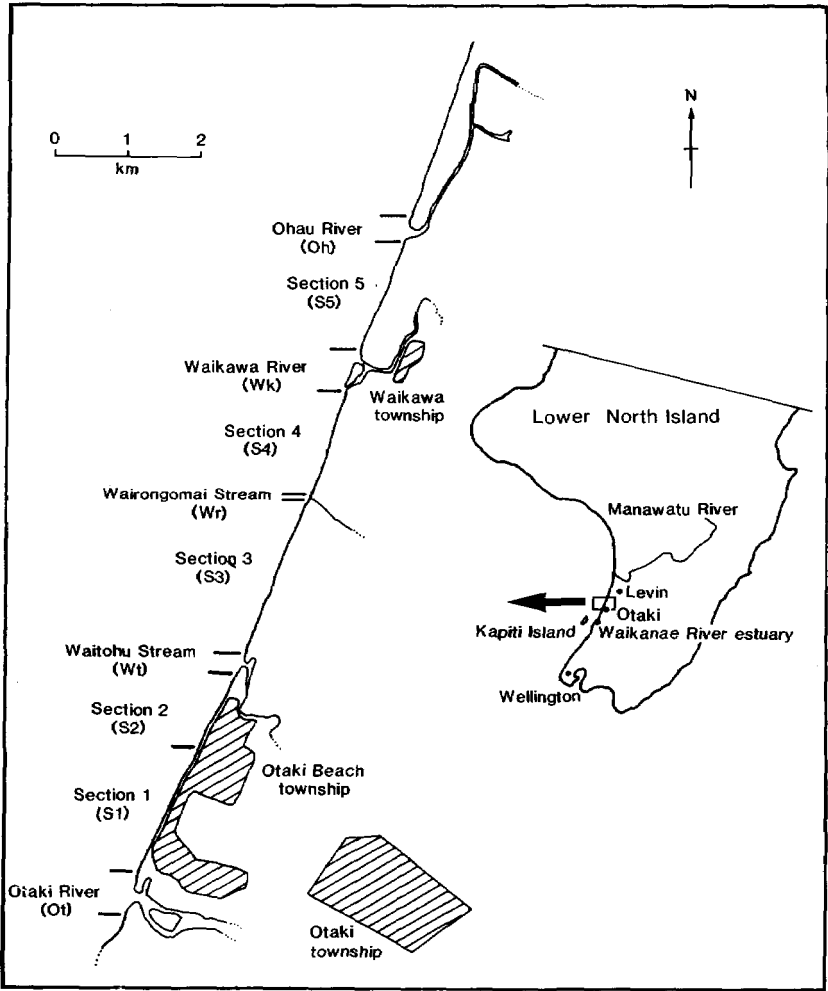 N
0 1 2
km
Ohau River
(Oh)
Section 5
(S5)
Waikawa River
(Wk)
Waikawa
township
Section 4
(S4)
Wairongomai Stream
(Wr)
Section 3
(S3)
Waitohu Stream
(Wt)
Section 2
(S2)
Otaki Beach
township
Section 1
(S1)
Otaki River
(Ot)
Otaki
township
Lower North Island
Manawatu River
Levin
Otaki
Kapiti Island
Waikanae River estuary
Wellington